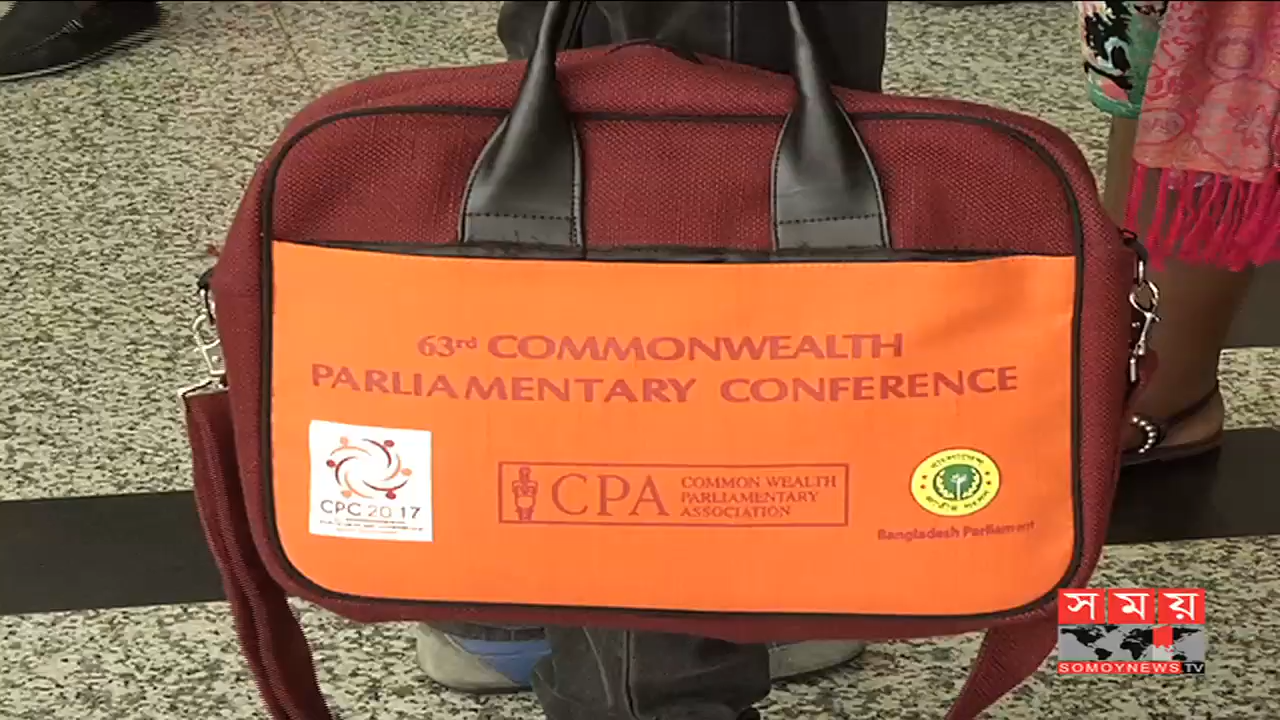 63rd COMMONWEALTH
PARLIAMENTARY CONFERENCE
CPC 2017
CPA
COMMON WEALTH
PARLIAMENTARY
ASSOCIATION
Bangladesh Parliament
সময়
SOMOYNEWS TV